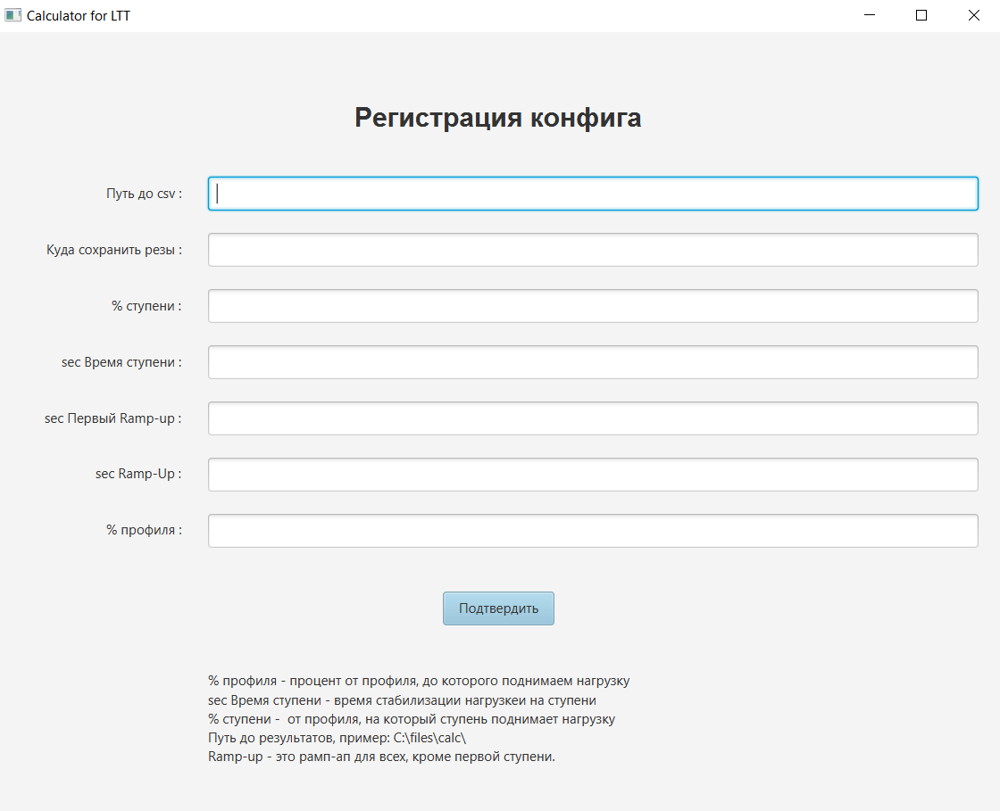 Calculator for LTT
Регистрация конфига
Путь до csv :
Куда сохранить резы :
% ступени :
sec Время ступени :
sec Первый Ramp-up :
sec Ramp-Up :
% профиля :
Подтвердить
% профиля - процент от профиля, до которого поднимаем нагрузку
sec Время ступени - время стабилизации нагрузкеи на ступени
% ступени -  от профиля, на который ступень поднимает нагрузку
Путь до результатов, пример: C:\files\calc\
Ramp-up - это рамп-ап для всех, кроме первой ступени.